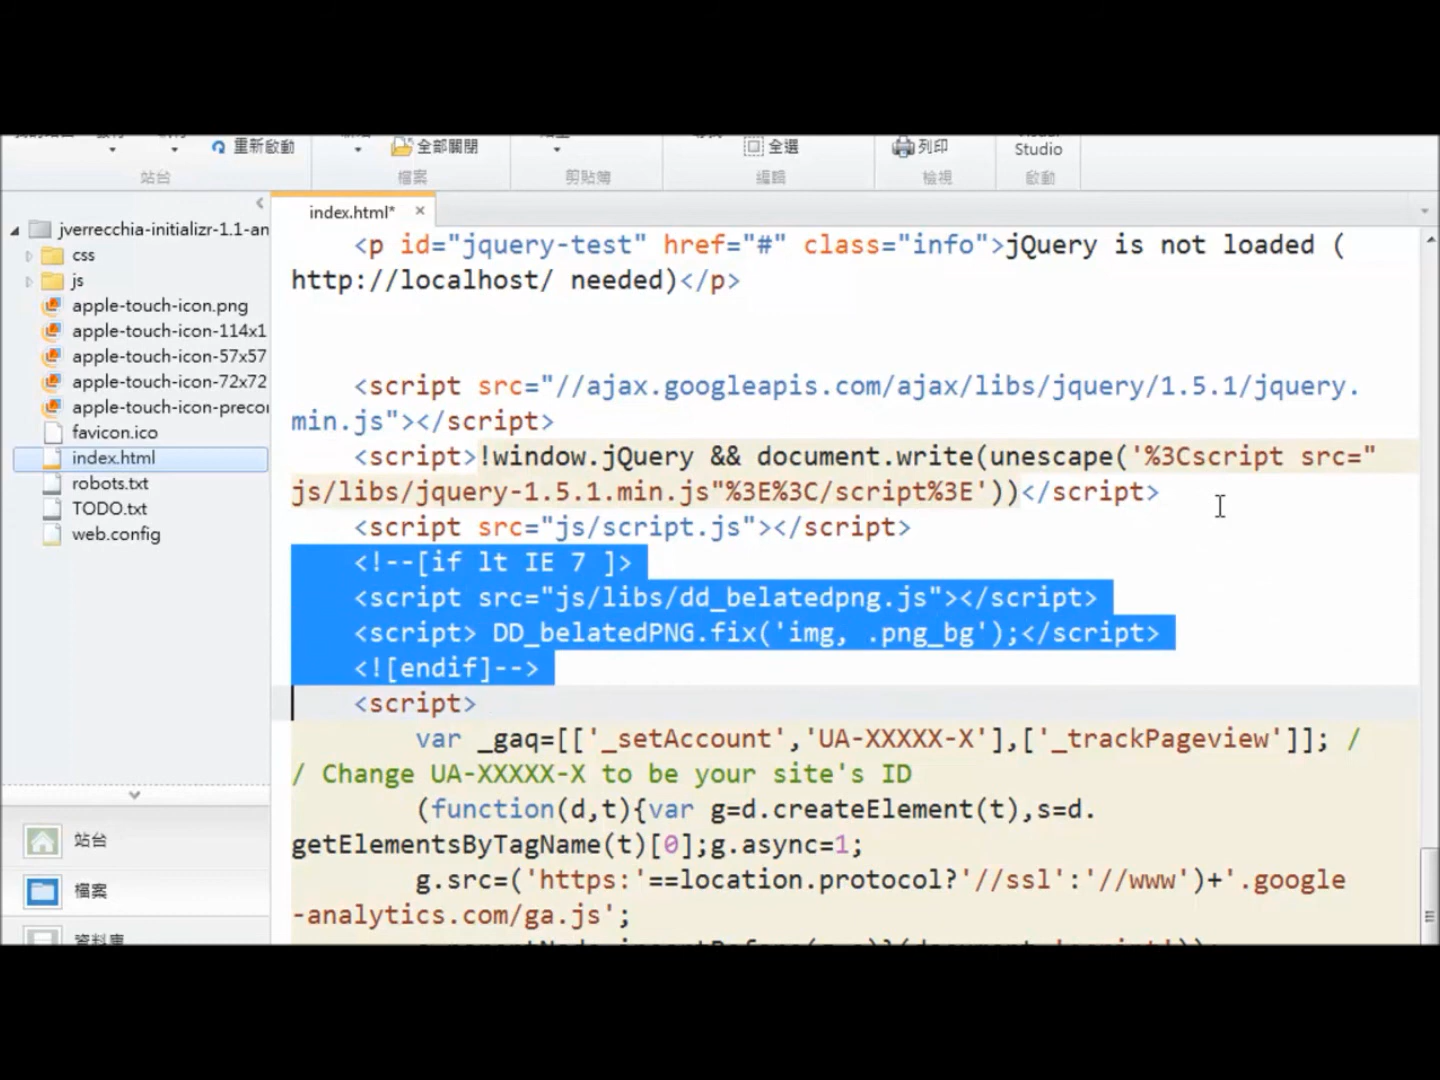 重新啟動
全部關閉
全選
列印
Studio
站台
檔案
剪貼簿
編輯
檢視
啟動
index.html*
jverrecchia-initializr-1.1-an
css
js
apple-touch-icon.png
apple-touch-icon-114x1
apple-touch-icon-57x57
apple-touch-icon-72x72
apple-touch-icon-precor
favicon.ico
index.html
robots.txt
TODO.txt
web.config
站台
檔案
資料庫
<p id="jquery-test" href="#" class="info">jQuery is not loaded (
http://localhost/ needed)</p>
<script src="//ajax.googleapis.com/ajax/libs/jquery/1.5.1/jquery.
min.js"></script>
<script>!window.jQuery && document.write(unescape('%3Cscript src="
js/libs/jquery-1.5.1.min.js"%3E%3C/script%3E'))</script>
<script src="js/script.js"></script>
<!--[if lt IE 7 ]>
<script src="js/libs/dd_belatedpng.js"></script>
<script> DD_belatedPNG.fix('img, .png_bg');</script>
<![endif]-->
<script>
var _gaq=[['_setAccount','UA-XXXXX-X'],['_trackPageview']]; /
/ Change UA-XXXXX-X to be your site's ID
(function(d,t){var g=d.createElement(t),s=d.
getElementsByTagName(t)[0];g.async=1;
g.src=('https:'==location.protocol?'//ssl':'//www')+'.google
-analytics.com/ga.js';